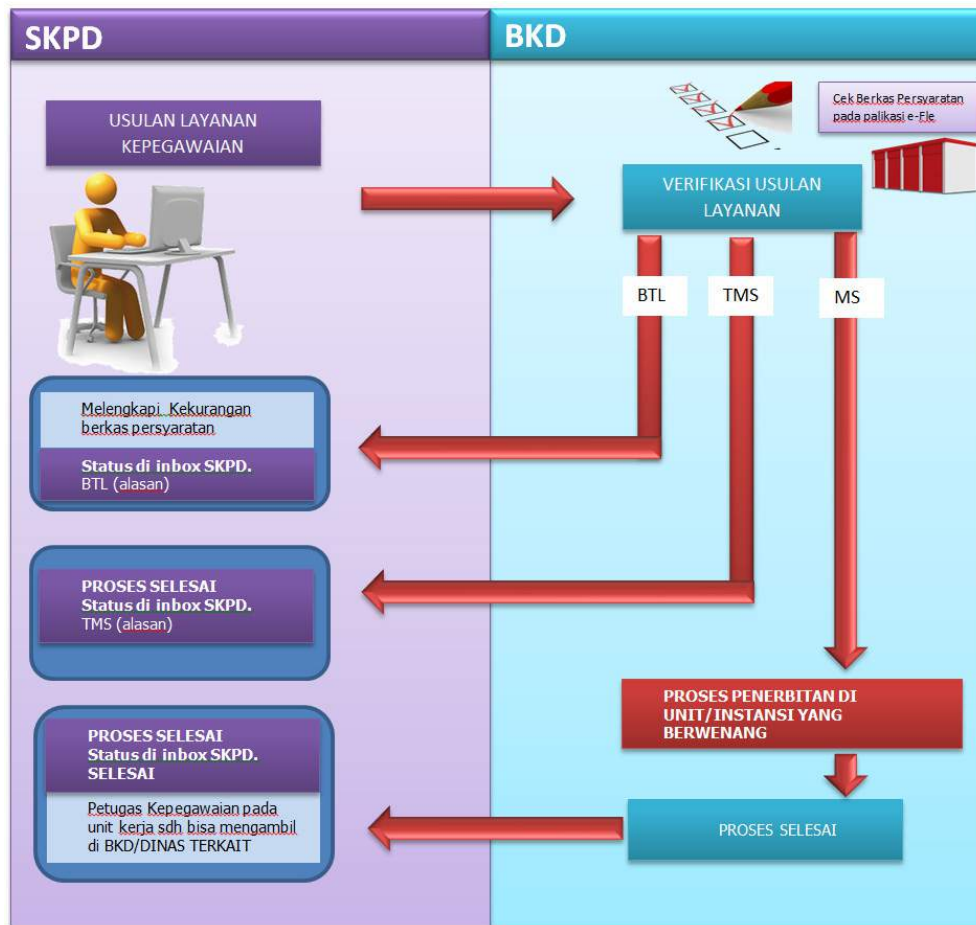 SKPD
BKD
USULAN LAYANAN
KEPEGAWAIAN
Cek Berkas Persyaratan
pada palikasi e-Fle
VERIFIKASI USULAN
LAYANAN
BTL
TMS
MS
Melengkapi Kekurangan
berkas persyaratan
Status di inbox SKPD.
BTL (alasan)
PROSES SELESAI
Status di inbox SKPD.
TMS (alasan)
PROSES PENERBITAN DI
UNIT/INSTANSI YANG
BERWENANG
PROSES SELESAI
Status di inbox SKPD.
SELESAI
Petugas Kepegawaian pada
unit kerja sdh bisa mengambil
di BKD/DINAS TERKAIT
PROSES SELESAI